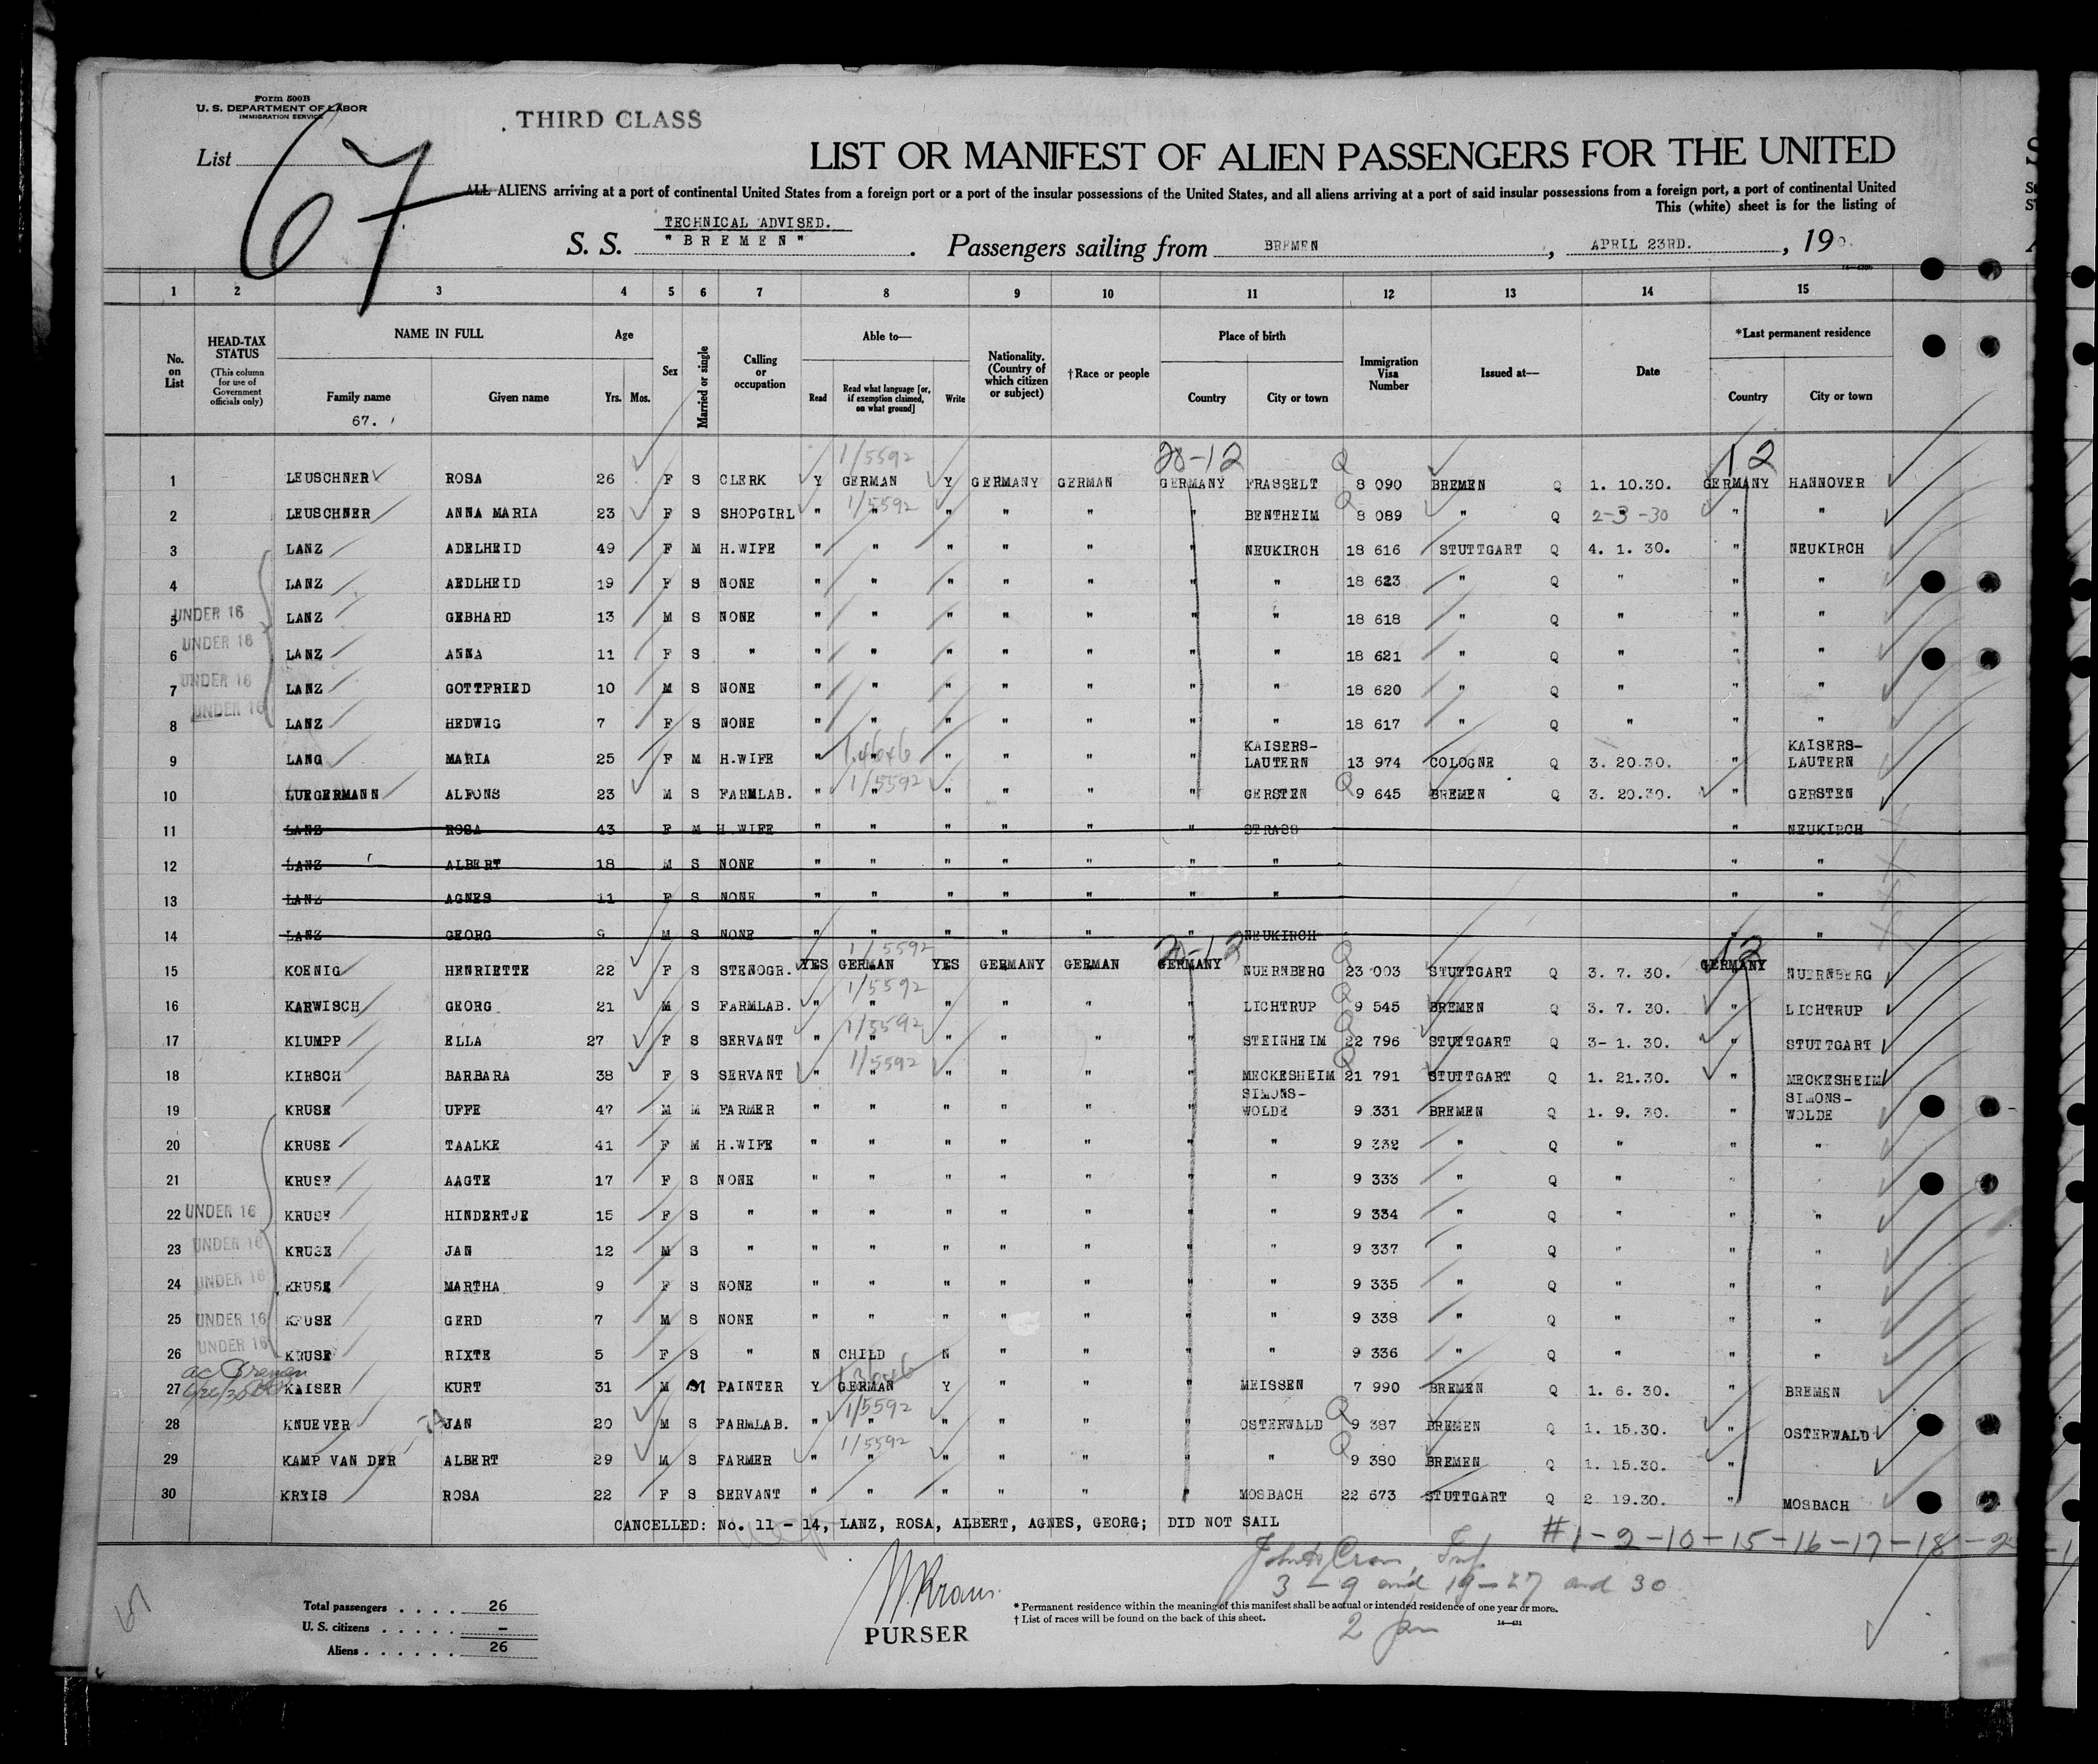 Form 500B
U. S. DEPARTMENT OF LABOR
IMMIGRATION SERVICE
THIRD CLASS
List 67
LIST OR MANIFEST OF ALIEN PASSENGERS FOR THE UNITED
ALL ALIENS arriving at a port of continental United States from a foreign port or a port of the insular possessions of the United States, and all aliens arriving at a port of said insular possessions from a foreign port, a port of continental United
This (white) sheet is for the listing of
TECHNICAL ADVISED.
S. S. "BREMEN". Passengers sailing from BREMEN, APRIL 23RD., 19
1 2 3 4 5 6 7 8 9 10 11 12 13 14 15
No. on List
HEAD-TAX STATUS (This column for use of Government officials only)
NAME IN FULL
Family name Given name
67.
Age
Yrs. Mos.
Sex
Married or single
Calling or occupation
Able to—
Read Read what language [or, if exemption claimed, on what ground] Write
Nationality. (Country of which citizen or subject)
†Race or people
Place of birth
Country City or town
Immigration Visa Number
Issued at—
Date
*Last permanent residence
Country City or town
1/5592 20-12 Q 12
1 LEUSCHNER ROSA 26 F S CLERK Y GERMAN Y GERMANY GERMAN GERMANY FRASSELT 8 090 BREMEN Q 1. 10.30. GERMANY HANNOVER
1/5592
2 LEUSCHNER ANNA MARIA 23 F S SHOPGIRL " " " " " " BENTHEIM Q 8 089 " Q 2-3-30 " "
3 LANZ ADELHEID 49 F M H.WIFE " " " " " " NEUKIRCH 18 616 STUTTGART Q 4. 1. 30. " NEUKIRCH
4 LANZ AEDLHEID 19 F S NONE " " " " " " " 18 623 " Q " " "
5 UNDER 16 LANZ GEBHARD 13 M S NONE " " " " " " " 18 618 " Q " " "
6 UNDER 16 LANZ ANNA 11 F S " " " " " " " " 18 621 " Q " " "
7 UNDER 16 LANZ GOTTFRIED 10 M S NONE " " " " " " " 18 620 " Q " " "
8 UNDER 16 LANZ HEDWIG 7 F S NONE " " " " " " " 18 617 " Q " " "
9 LANG MARIA 25 F M H.WIFE " " " " " " KAISERS-LAUTERN 13 974 COLOGNE Q 3. 20.30. " KAISERS-LAUTERN
1/5592
10 LUEGERMANN ALFONS 23 M S FARMLAB. " " " " " " GERSTEN Q 9 645 BREMEN Q 3. 20.30. " GERSTEN
11 LANZ ROSA 43 F M H.WIFE " " " " " " STRASS " NEUKIRCH
12 LANZ ALBERT 18 M S NONE " " " " " " " " "
13 LANZ AGNES 11 F S NONE " " " " " " " " "
14 LANZ GEORG 9 M S NONE " " " " " " NEUKIRCH " "
1/5592 20-12 Q 12
15 KOENIG HENRIETTE 22 F S STENOGR. YES GERMAN YES GERMANY GERMAN GERMANY NUERNBERG 23 003 STUTTGART Q 3. 7. 30. GERMANY NUERNBERG
1/5592 Q
16 KARWISCH GEORG 21 M S FARMLAB. " " " " " " LICHTRUP 9 545 BREMEN Q 3. 7. 30. " LICHTRUP
1/5592 Q
17 KLUMPP ELLA 27 F S SERVANT " " " " " " STEINHEIM 22 796 STUTTGART Q 3- 1. 30. " STUTTGART
1/5592 Q
18 KIRSCH BARBARA 38 F S SERVANT " " " " " " MECKESHEIM 21 791 STUTTGART Q 1. 21.30. " MECKESHEIM
19 KRUSE UFFE 47 M M FARMER " " " " " " SIMONS-WOLDE 9 331 BREMEN Q 1. 9. 30. " SIMONS-WOLDE
20 KRUSE TAALKE 41 F M H.WIFE " " " " " " " 9 332 " Q " " "
21 KRUSE AAGTE 17 F S NONE " " " " " " " 9 333 " Q " " "
22 UNDER 16 KRUSE HINDERTJE 15 F S " " " " " " " " 9 334 " Q " " "
23 UNDER 16 KRUSE JAN 12 M S " " " " " " " " 9 337 " Q " " "
24 UNDER 16 KRUSE MARTHA 9 F S NONE " " " " " " " 9 335 " Q " " "
25 UNDER 16 KRUSE GERD 7 M S NONE " " " " " " " 9 338 " Q " " "
26 UNDER 16 KRUSE RIXTE 5 F S " N CHILD N " " " " 9 336 " Q " " "
27 KAISER KURT 31 M M PAINTER Y GERMAN Y " " " MEISSEN 7 990 BREMEN Q 1. 6. 30. " BREMEN
1/5592
28 KNUEVER JAN 20 M S FARMLAB. " " " " " " OSTERWALD Q 9 387 BREMEN Q 1. 15.30. " OSTERWALD
1/5592
29 KAMP VAN DER ALBERT 29 M S FARMER " " " " " " " Q 9 380 BREMEN Q 1. 15.30. "
30 KREIS ROSA 22 F S SERVANT " " " " " " MOSBACH 22 673 STUTTGART Q 2. 19.30. " MOSBACH
CANCELLED: No. 11 - 14, LANZ, ROSA, ALBERT, AGNES, GEORG; DID NOT SAIL
#1-2-10-15-16-17-18-2
3-9 and 19-27 and 30
Total passengers . . . . 26
U. S. citizens . . . . . -
Aliens . . . . . . 26
PURSER
* Permanent residence within the meaning of this manifest shall be actual or intended residence of one year or more.
† List of races will be found on the back of this sheet.